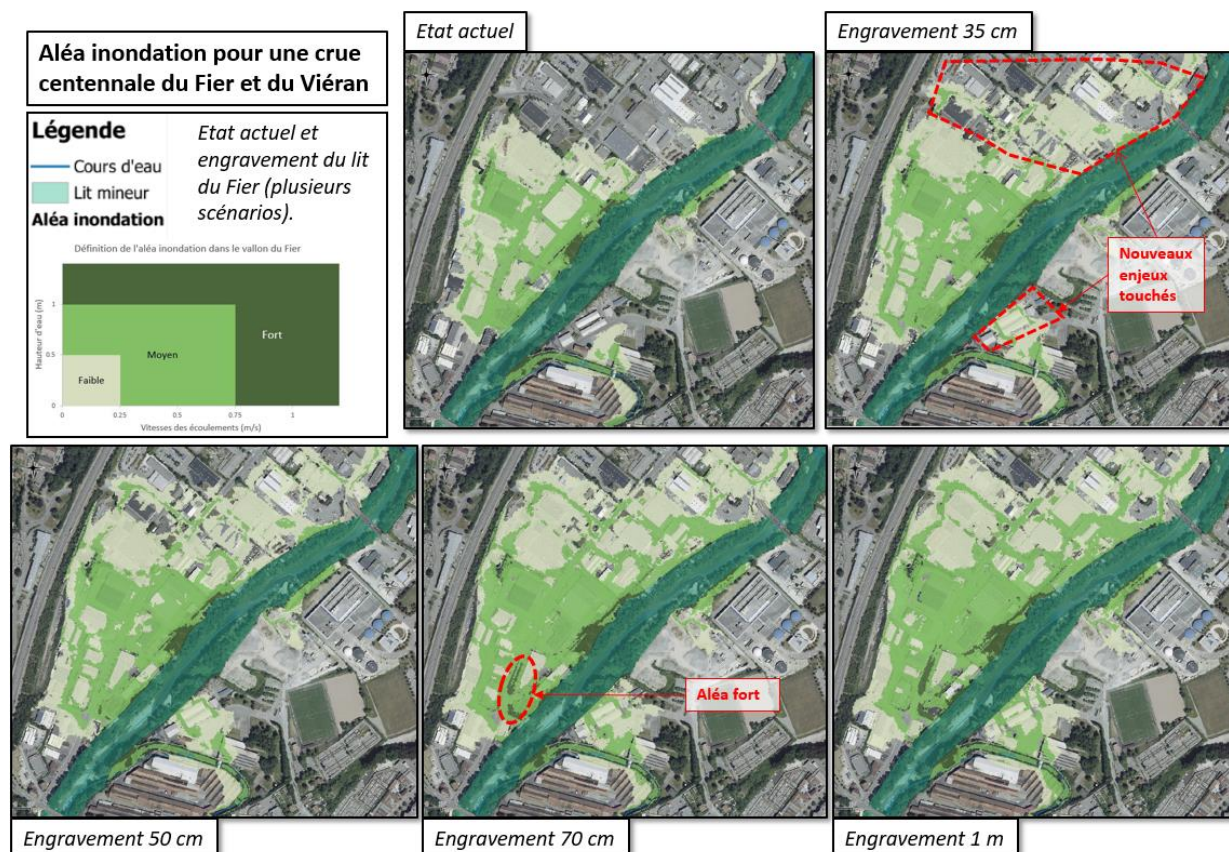 Aléa inondation pour une crue
centennale du Fier et du Viéran
Légende
Cours d'eau
Lit mineur
Aléa inondation
Etat actuel et
engravement du lit
du Fier (plusieurs
scénarios).
Définition de l'aléa inondation dans le vallon du Fier
Hauteur d'eau (m)
1
0.5
0
Fort
Moyen
Faible
0 0.25 0.5 0.75 1
Vitesses des écoulements (m/s)
Etat actuel
Engravement 35 cm
Nouveaux
enjeux
touchés
Engravement 50 cm
Engravement 70 cm
Aléa fort
Engravement 1 m